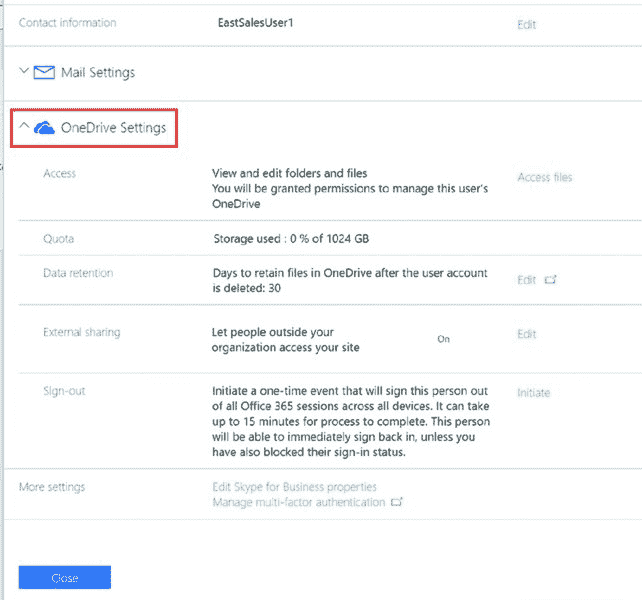 Contact information EastSalesUser1 Edit
Mail Settings
OneDrive Settings
Access View and edit folders and files Access files
You will be granted permissions to manage this user's
OneDrive
Quota Storage used : 0 % of 1024 GB
Data retention Days to retain files in OneDrive after the user account
is deleted: 30 Edit
External sharing Let people outside your
organization access your site On Edit
Sign-out Initiate a one-time event that will sign this person out Initiate
of all Office 365 sessions across all devices. It can take
up to 15 minutes for process to complete. This person
will be able to immediately sign back in, unless you
have also blocked their sign-in status.
More settings Edit Skype for Business properties
Manage multi-factor authentication
Close